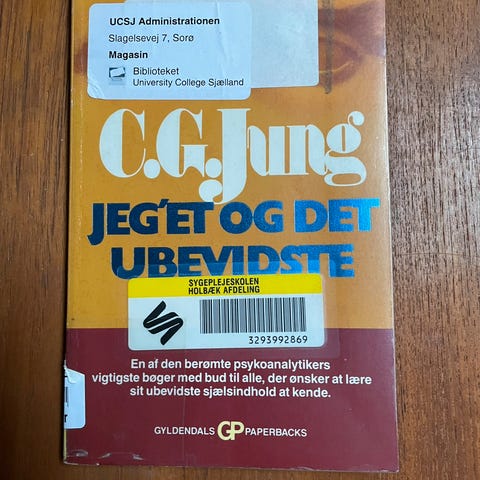 UCSJ Administrationen
Slagelsevej 7, Sorø
Magasin
Biblioteket
University College Sjælland
C.G.Jung
JEG'ET OG DET
UBEVIDSTE
SYGEPLEJESKOLEN
HOLBÆK AFDELING
3293992869
En af den berømte psykoanalytikers
vigtigste bøger med bud til alle, der ønsker at lære
sit ubevidste sjælsindhold at kende.
GYLDENDALS GP PAPERBACKS